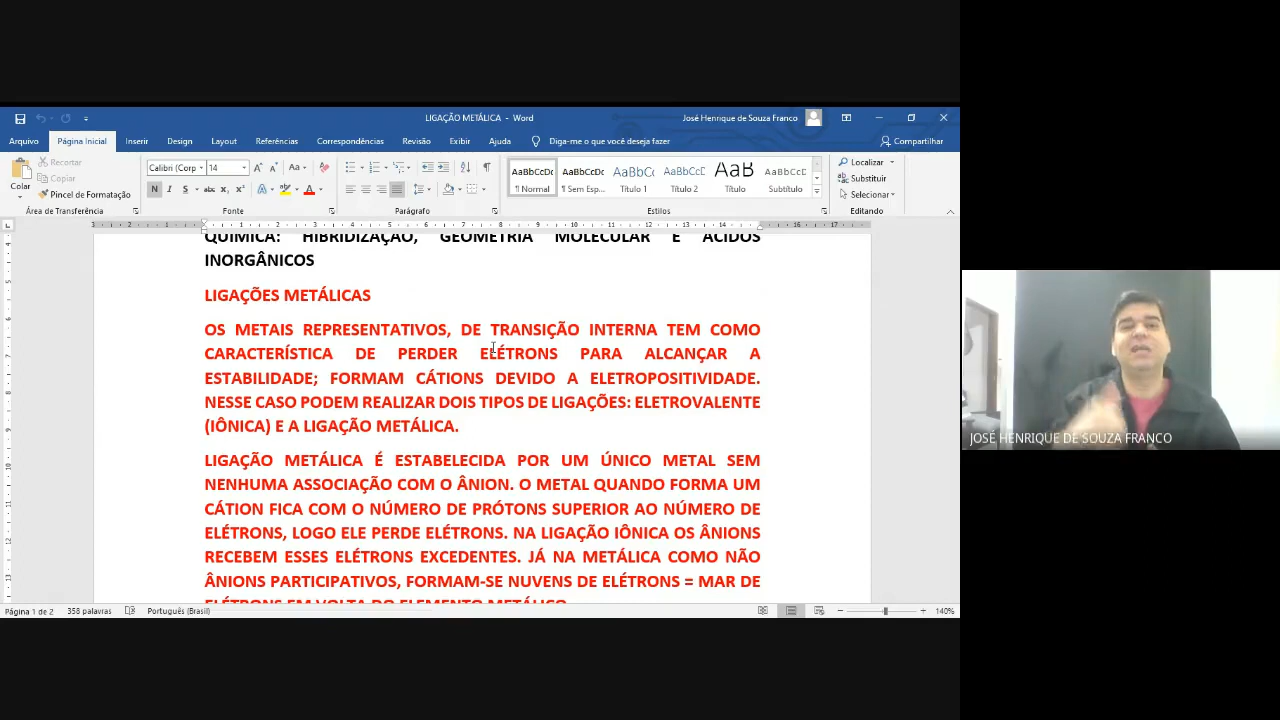 LIGAÇÃO METÁLICA - Word
José Henrique de Souza Franco
Arquivo Página Inicial Inserir Design Layout Referências Correspondências Revisão Exibir Ajuda Diga-me o que você deseja fazer Compartilhar
Colar
Recortar
Copiar
Pincel de Formatação
Área de Transferência
Calibri (Corp 14
Fonte
Parágrafo
AaBbCcDc AaBbCcDc AaBbCc AaBbCcD AaB AaBbCcD
¶ Normal ¶ Sem Esp... Título 1 Título 2 Título Subtítulo
Estilos
Localizar
Substituir
Selecionar
Editando
QUÍMICA: HIBRIDIZAÇÃO, GEOMETRIA MOLECULAR E ÁCIDOS
INORGÂNICOS
LIGAÇÕES METÁLICAS
OS METAIS REPRESENTATIVOS, DE TRANSIÇÃO INTERNA TEM COMO
CARACTERÍSTICA DE PERDER ELÉTRONS PARA ALCANÇAR A
ESTABILIDADE; FORMAM CÁTIONS DEVIDO A ELETROPOSITIVIDADE.
NESSE CASO PODEM REALIZAR DOIS TIPOS DE LIGAÇÕES: ELETROVALENTE
(IÔNICA) E A LIGAÇÃO METÁLICA.
LIGAÇÃO METÁLICA É ESTABELECIDA POR UM ÚNICO METAL SEM
NENHUMA ASSOCIAÇÃO COM O ÂNION. O METAL QUANDO FORMA UM
CÁTION FICA COM O NÚMERO DE PRÓTONS SUPERIOR AO NÚMERO DE
ELÉTRONS, LOGO ELE PERDE ELÉTRONS. NA LIGAÇÃO IÔNICA OS ÂNIONS
RECEBEM ESSES ELÉTRONS EXCEDENTES. JÁ NA METÁLICA COMO NÃO
ÂNIONS PARTICIPATIVOS, FORMAM-SE NUVENS DE ELÉTRONS = MAR DE
ELÉTRONS EM VOLTA DO ELEMENTO METÁLICO
Página 1 de 2 358 palavras Português (Brasil) 140%
JOSÉ HENRIQUE DE SOUZA FRANCO